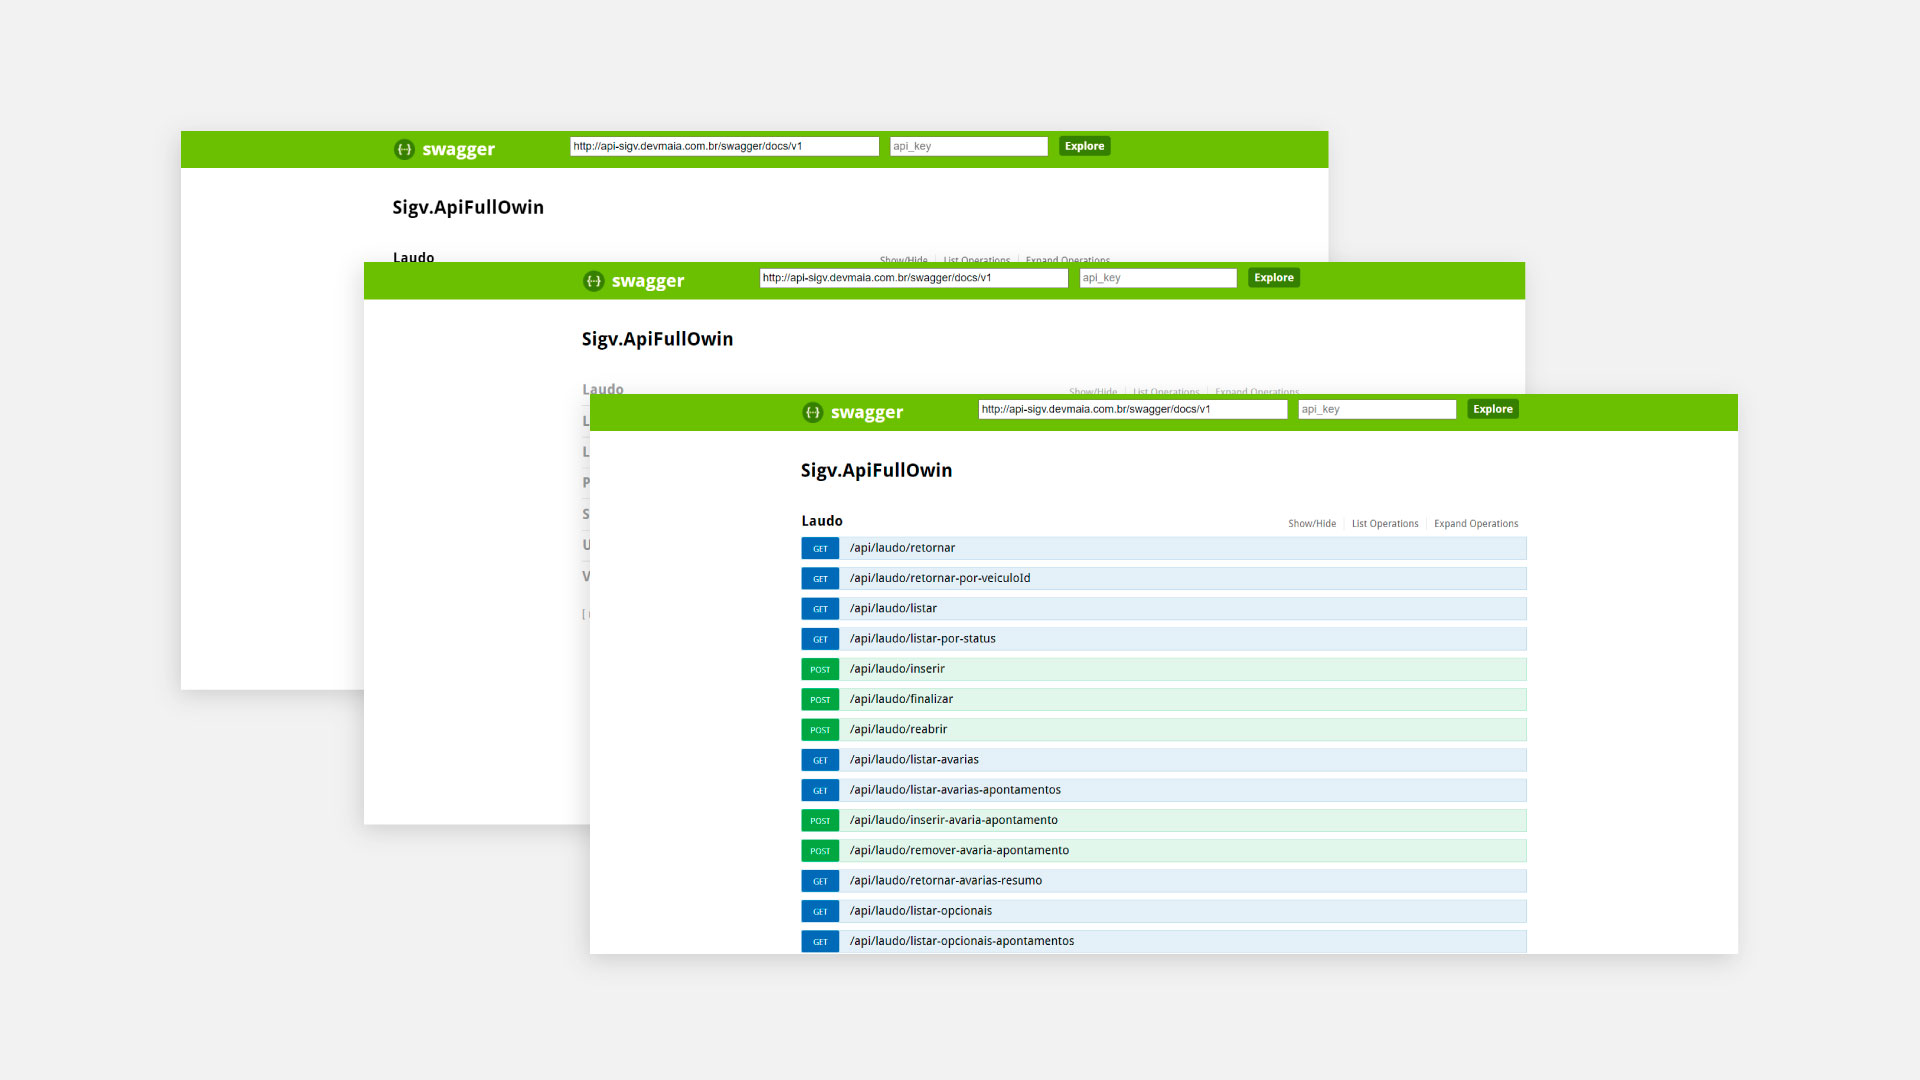 swagger http://api-sigv.devmaia.com.br/swagger/docs/v1 api_key Explore
Sigv.ApiFullOwin
Laudo Show/Hide List Operations Expand Operations
swagger http://api-sigv.devmaia.com.br/swagger/docs/v1 api_key Explore
Sigv.ApiFullOwin
Laudo Show/Hide List Operations Expand Operations
L
L
P
S
U
V
[
swagger http://api-sigv.devmaia.com.br/swagger/docs/v1 api_key Explore
Sigv.ApiFullOwin
Laudo Show/Hide List Operations Expand Operations
GET /api/laudo/retornar
GET /api/laudo/retornar-por-veiculoId
GET /api/laudo/listar
GET /api/laudo/listar-por-status
POST /api/laudo/inserir
POST /api/laudo/finalizar
POST /api/laudo/reabrir
GET /api/laudo/listar-avarias
GET /api/laudo/listar-avarias-apontamentos
POST /api/laudo/inserir-avaria-apontamento
POST /api/laudo/remover-avaria-apontamento
GET /api/laudo/retornar-avarias-resumo
GET /api/laudo/listar-opcionais
GET /api/laudo/listar-opcionais-apontamentos